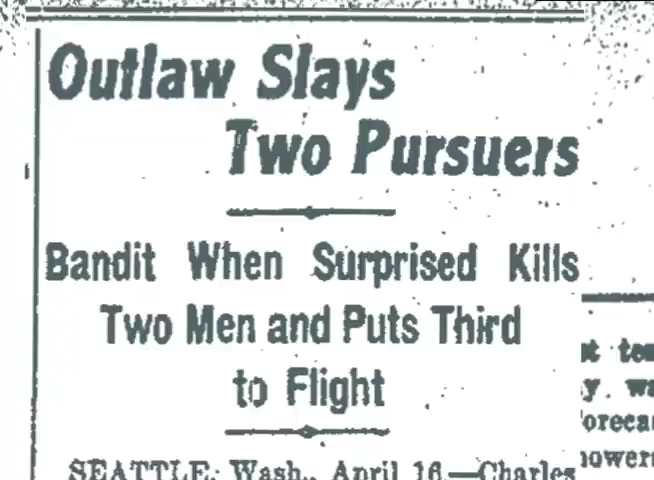 Outlaw Slays
Two Pursuers
Bandit When Surprised Kills
Two Men and Puts Third
to Flight
SEATTLE, Wash., April 16.—Charles